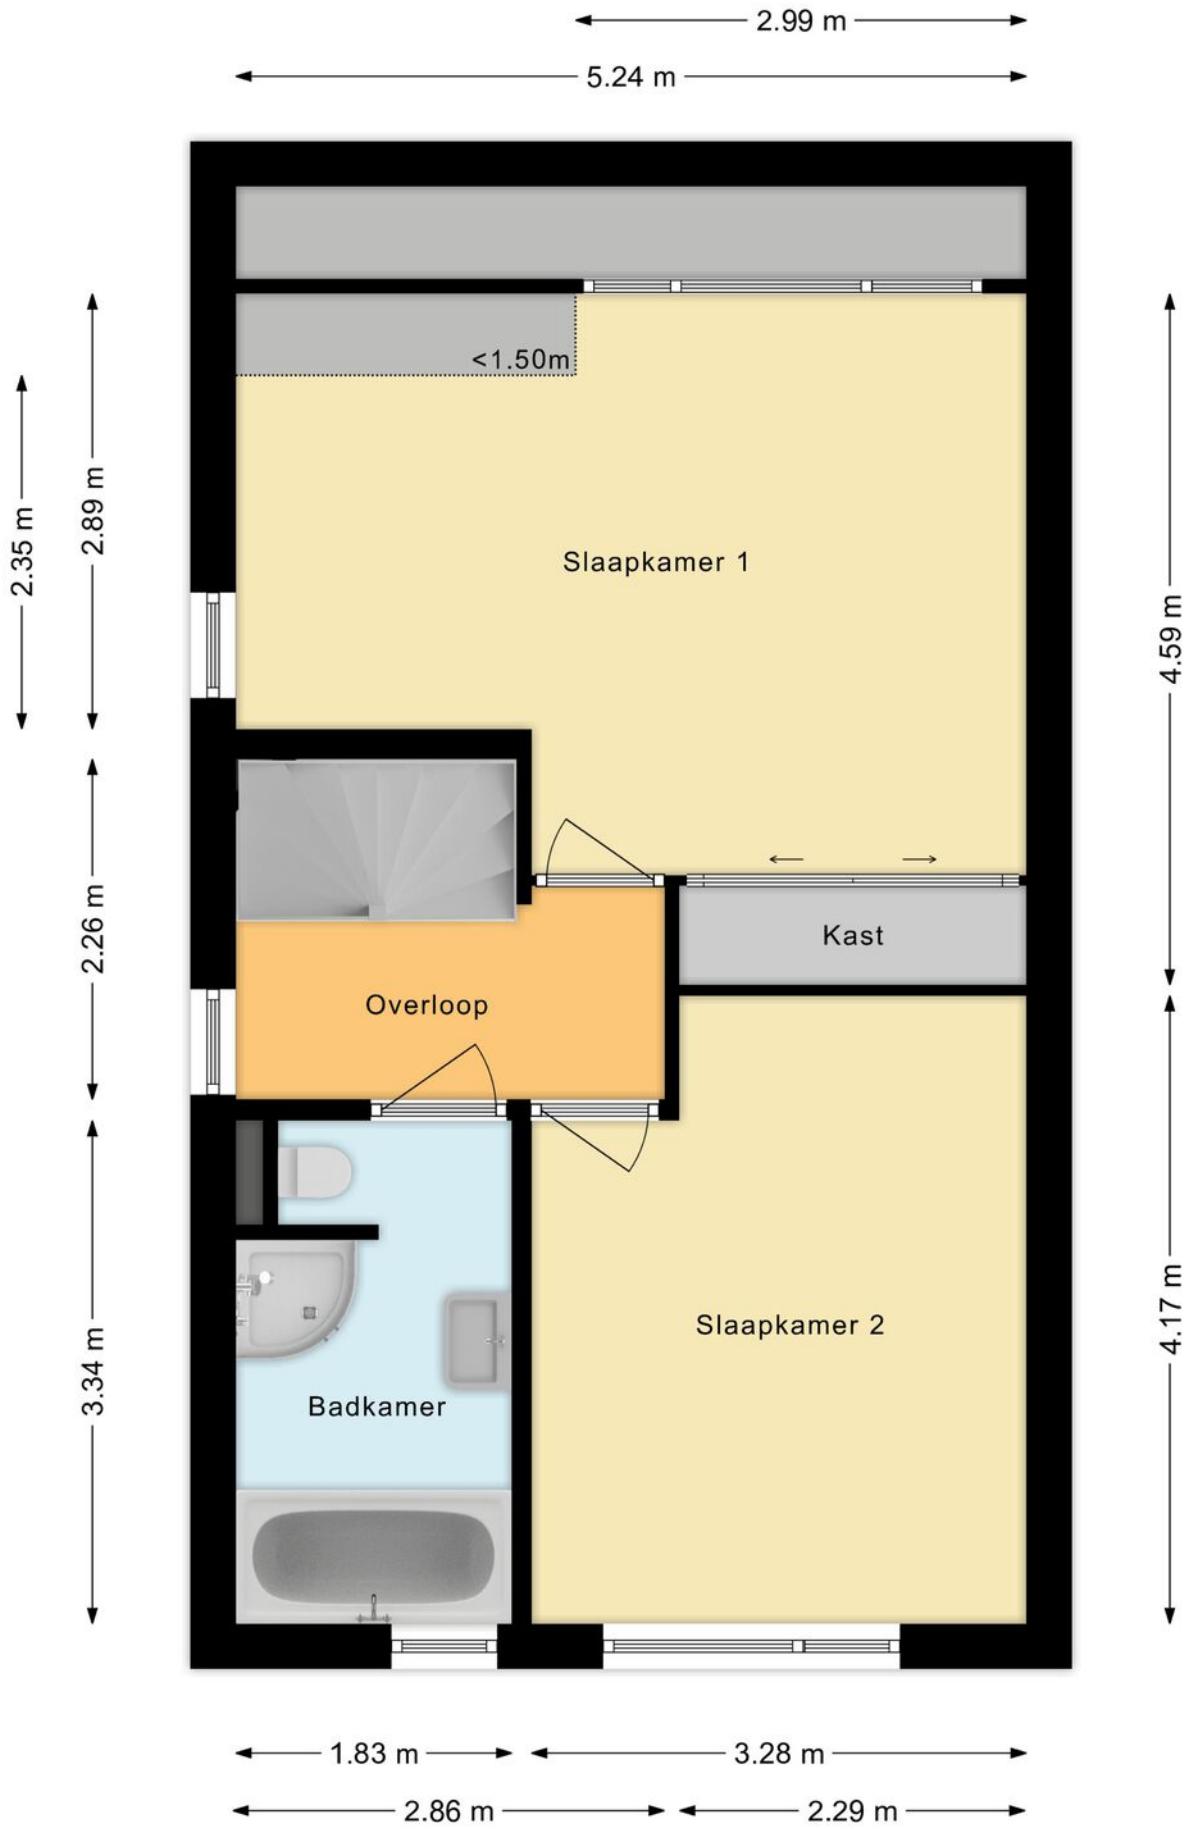 2.99 m
5.24 m
<1.50m
2.35 m
2.89 m
Slaapkamer 1
4.59 m
2.26 m
Kast
Overloop
3.34 m
Slaapkamer 2
4.17 m
Badkamer
1.83 m
3.28 m
2.86 m
2.29 m